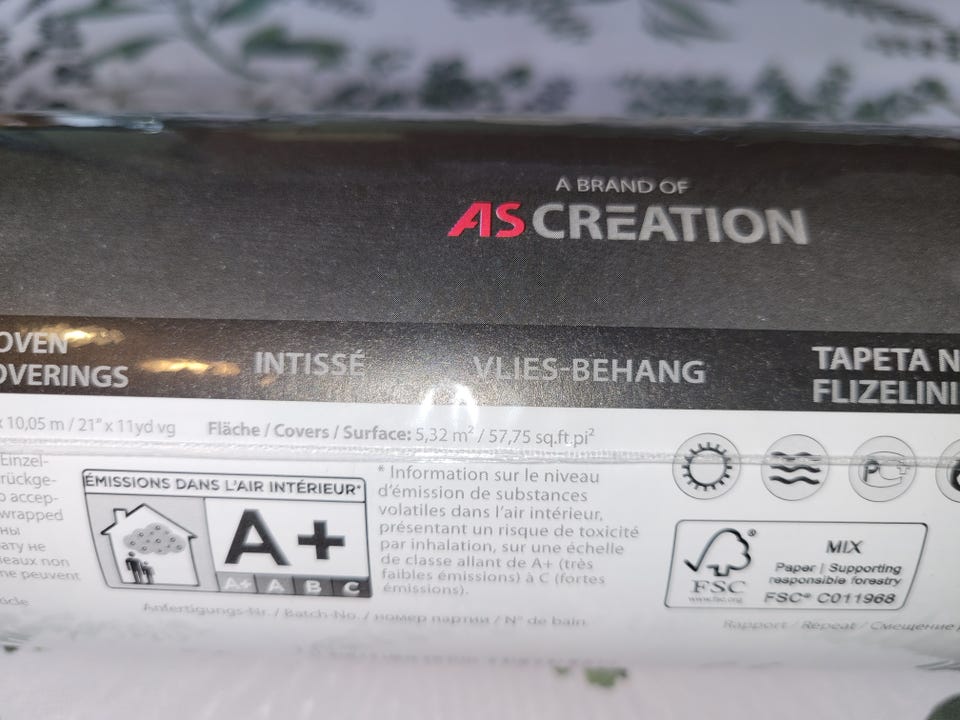 A BRAND OF
AS CREATION
OVEN
OVERINGS
INTISSÉ
VLIES-BEHANG
TAPETA N
FLIZELINI
x 10,05 m / 21" x 11yd vg
Fläche / Covers / Surface: 5,32 m² / 57,75 sq.ft.pi²
Einzel-
rückge-
o accep-
wrapped
ны
ату не
eaux non
ne peuvent
ÉMISSIONS DANS L'AIR INTÉRIEUR*
A+
A+ A B C
* Information sur le niveau
d'émission de substances
volatiles dans l'air intérieur,
présentant un risque de toxicité
par inhalation, sur une échelle
de classe allant de A+ (très
faibles émissions) à C (fortes
émissions).
PC+
FSC
®
www.fsc.org
MIX
Paper | Supporting
responsible forestry
FSC® C011968
Anfertigungs-Nr. / Batch-No. / номер партии / N° de bain
Rapport / Repeat / Смещение